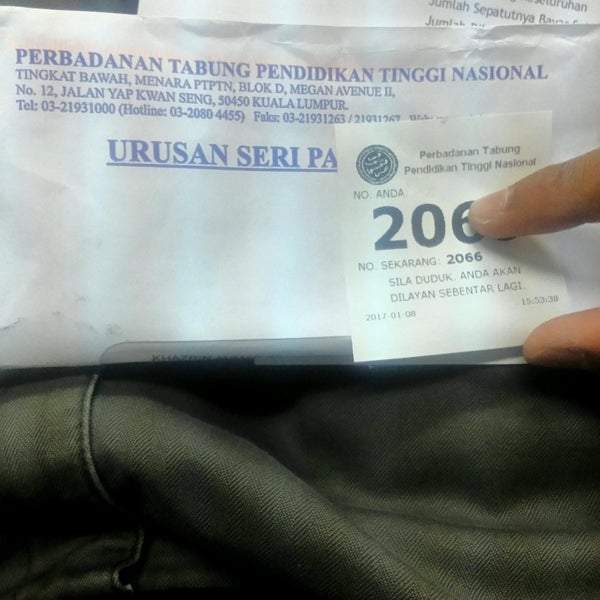 Keseluruhan
Jumlah Sepatutnya
Jumlah
PERBADANAN TABUNG PENDIDIKAN TINGGI NASIONAL
TINGKAT BAWAH, MENARA PTPTN, BLOK D, MEGAN AVENUE II,
No. 12, JALAN YAP KWAN SENG, 50450 KUALA LUMPUR.
Tel: 03-21931000 (Hotline: 03-2080 4455) Faks: 03-21931263 / 21931267
URUSAN SERI PA
Perbadanan Tabung
Pendidikan Tinggi Nasional
NO. ANDA:
206
NO. SEKARANG: 2066
SILA DUDUK. ANDA AKAN
DILAYAN SEBENTAR LAGI.
2017-01-08 15:53:38